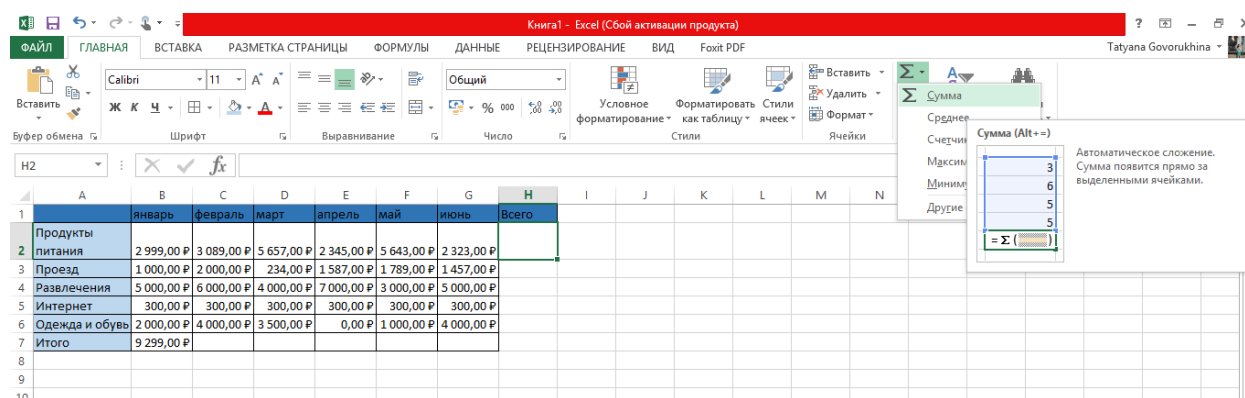 Книга1 - Excel (Сбой активации продукта)
ФАЙЛ ГЛАВНАЯ ВСТАВКА РАЗМЕТКА СТРАНИЦЫ ФОРМУЛЫ ДАННЫЕ РЕЦЕНЗИРОВАНИЕ ВИД Foxit PDF Tatyana Govorukhina
Calibri 11 Общий Вставить Σ
Вставить Ж К Ч % 000 Условное форматирование Форматировать как таблицу Стили ячеек Удалить Формат
Буфер обмена Шрифт Выравнивание Число Стили Ячейки
Σ Сумма
Среднее
Счетчик
Максим
Миниму
Другие
Сумма (Alt+=)
Автоматическое сложение.
Сумма появится прямо за
выделенными ячейками.
3
6
5
5
= Σ ( )
H2 fx
A B C D E F G H I J K L M N
1 январь февраль март апрель май июнь Всего
Продукты
2 питания 2 999,00 ₽ 3 089,00 ₽ 5 657,00 ₽ 2 345,00 ₽ 5 643,00 ₽ 2 323,00 ₽
3 Проезд 1 000,00 ₽ 2 000,00 ₽ 234,00 ₽ 1 587,00 ₽ 1 789,00 ₽ 1 457,00 ₽
4 Развлечения 5 000,00 ₽ 6 000,00 ₽ 4 000,00 ₽ 7 000,00 ₽ 3 000,00 ₽ 5 000,00 ₽
5 Интернет 300,00 ₽ 300,00 ₽ 300,00 ₽ 300,00 ₽ 300,00 ₽ 300,00 ₽
6 Одежда и обувь 2 000,00 ₽ 4 000,00 ₽ 3 500,00 ₽ 0,00 ₽ 1 000,00 ₽ 4 000,00 ₽
7 Итого 9 299,00 ₽
8
9
10